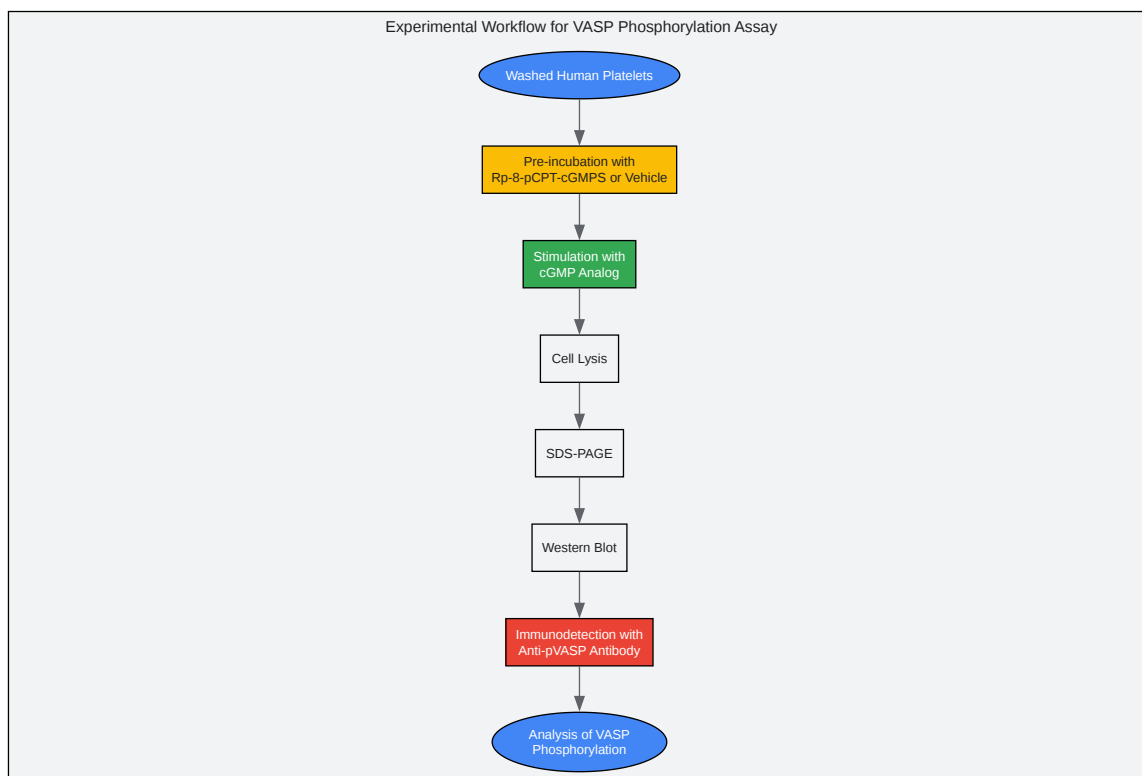 Experimental Workflow for VASP Phosphorylation Assay
Washed Human Platelets
Pre-incubation with
Rp-8-pCPT-cGMPS or Vehicle
Stimulation with
cGMP Analog
Cell Lysis
SDS-PAGE
Western Blot
Immunodetection with
Anti-pVASP Antibody
Analysis of VASP
Phosphorylation